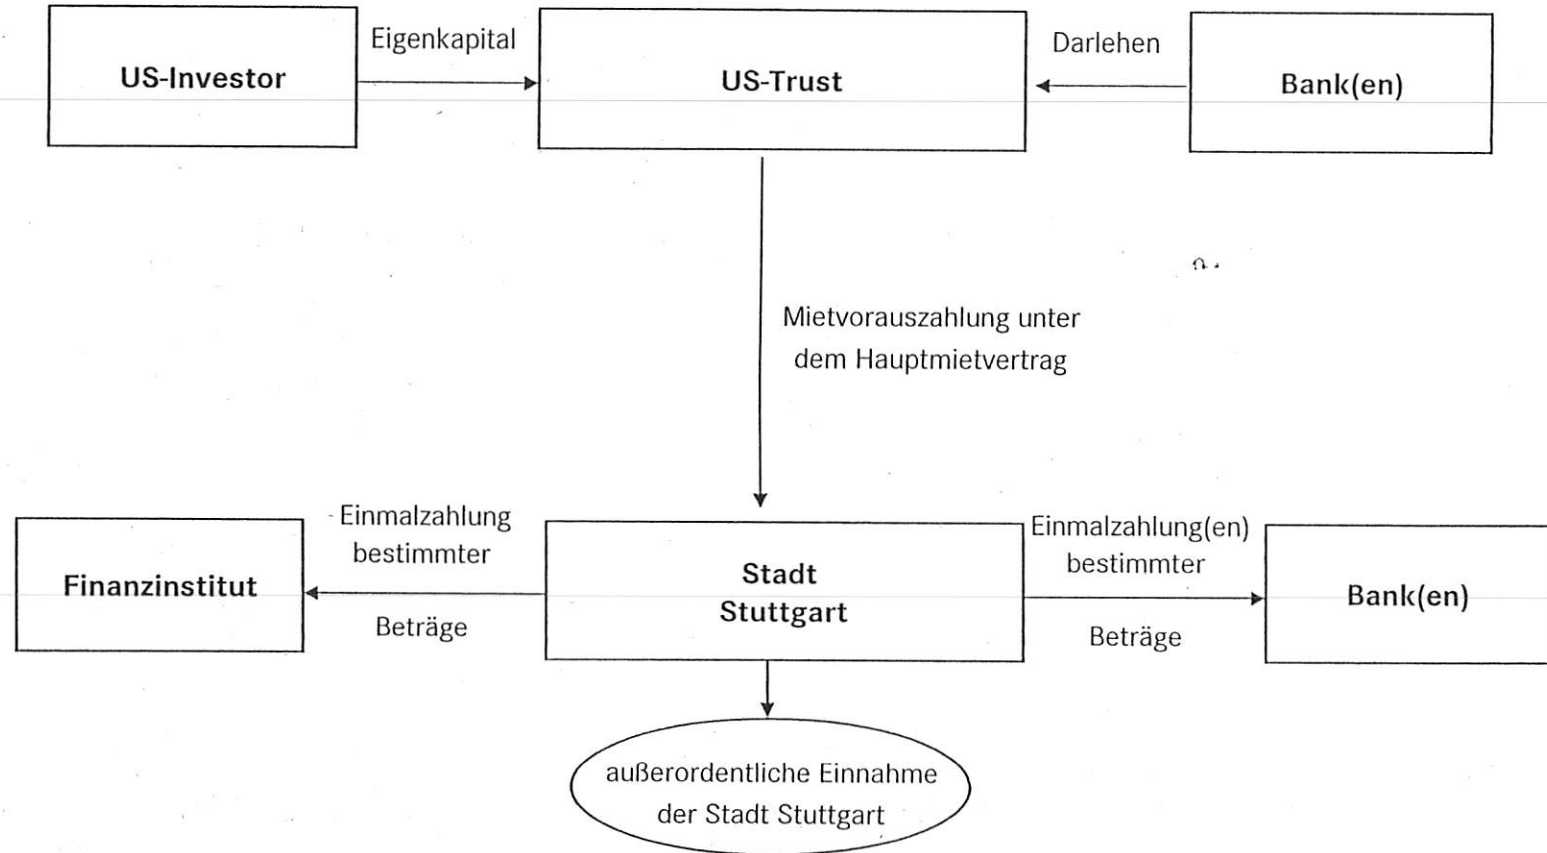 US-Investor
Eigenkapital
US-Trust
Darlehen
Bank(en)
Mietvorauszahlung unter
dem Hauptmietvertrag
Finanzinstitut
Einmalzahlung
bestimmter
Beträge
Stadt
Stuttgart
Einmalzahlung(en)
bestimmter
Beträge
Bank(en)
außerordentliche Einnahme
der Stadt Stuttgart